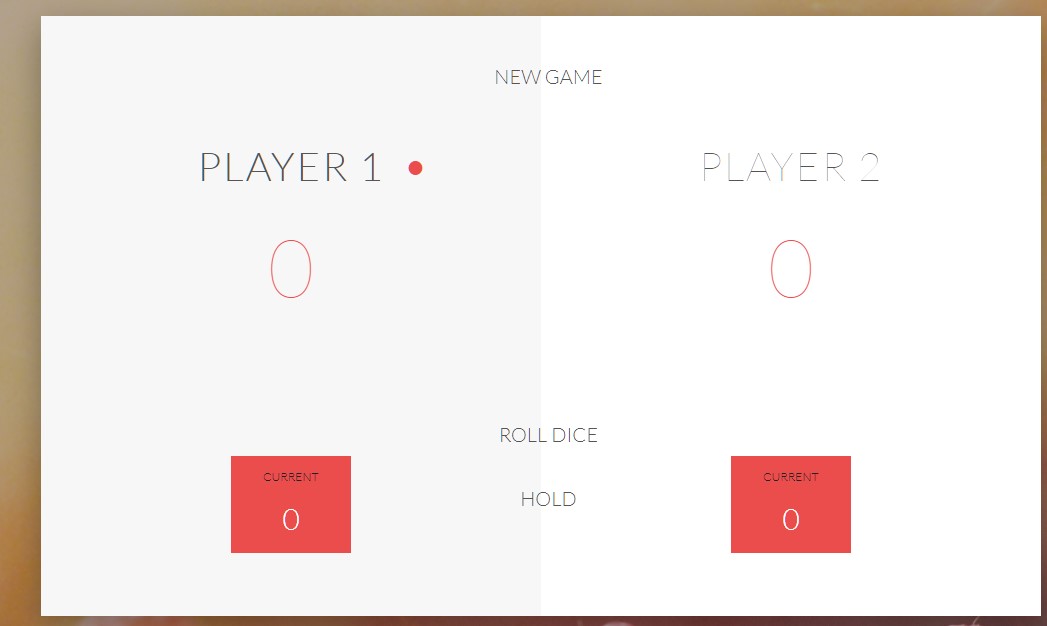 NEW GAME
PLAYER 1
PLAYER 2
0
0
ROLL DICE
CURRENT
0
HOLD
CURRENT
0